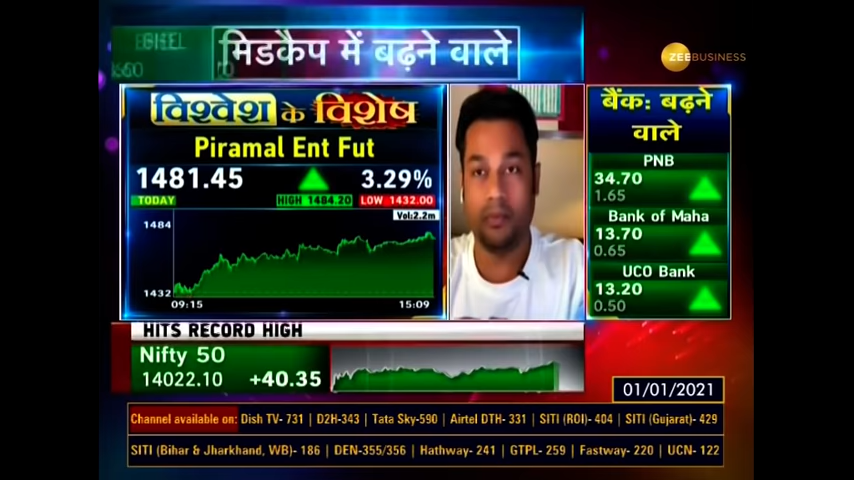 मिडकैप में बढ़ने वाले
ZEE BUSINESS
विश्वेश के विशेष
Piramal Ent Fut
1481.45 3.29%
TODAY HIGH 1484.20 LOW 1432.00
Vol:2.2m
1484
1432
09:15 15:09
बैंक: बढ़ने
वाले
PNB
34.70
1.65
Bank of Maha
13.70
0.65
UCO Bank
13.20
0.50
HITS RECORD HIGH
Nifty 50
14022.10 +40.35
01/01/2021
Channel available on: Dish TV- 731 | D2H-343 | Tata Sky-590 | Airtel DTH- 331 | SITI (ROI)- 404 | SITI (Gujarat)- 429
SITI (Bihar & Jharkhand, WB)- 186 | DEN-355/356 | Hathway- 241 | GTPL- 259 | Fastway- 220 | UCN- 122